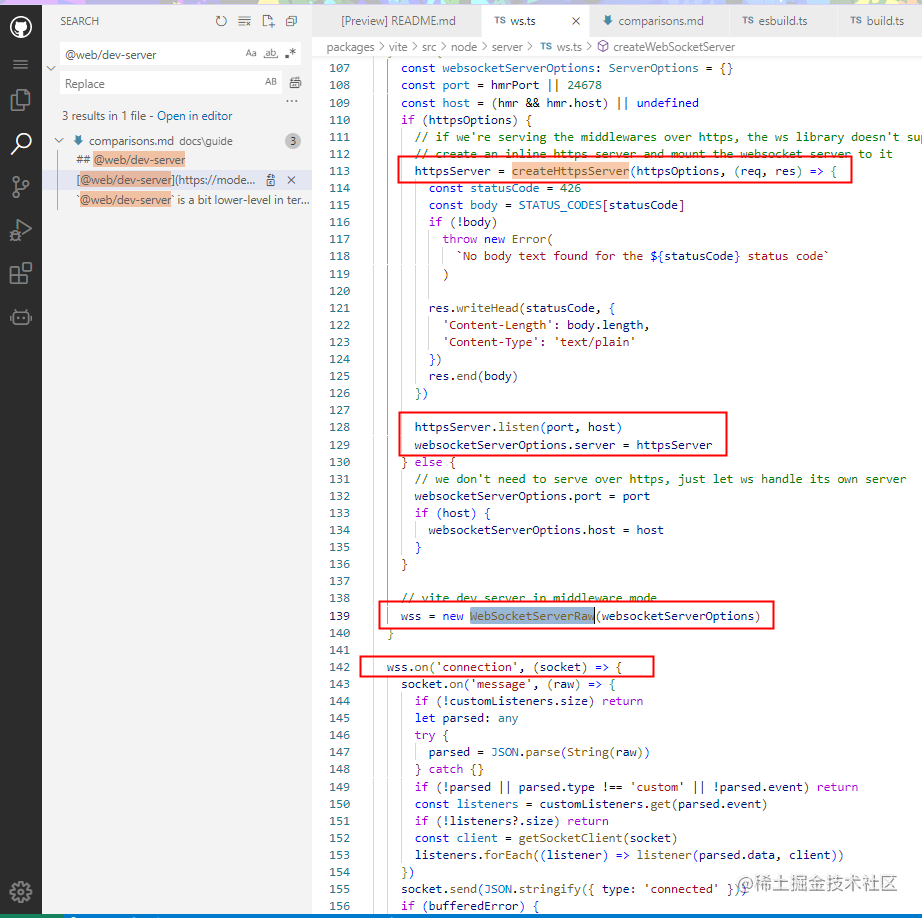 SEARCH
@web/dev-server
Aa ab
Replace
AB
3 results in 1 file - Open in editor
comparisons.md docs\guide
3
## @web/dev-server
[@web/dev-server](https://mode...
`@web/dev-server` is a bit lower-level in ter...
[Preview] README.md
TS ws.ts
comparisons.md
TS esbuild.ts
TS build.ts
packages > vite > src > node > server > TS ws.ts > createWebSocketServer
107 const websocketServerOptions: ServerOptions = {}
108 const port = hmrPort || 24678
109 const host = (hmr && hmr.host) || undefined
110 if (httpsOptions) {
111 // if we're serving the middlewares over https, the ws library doesn't su
112 // create an inline https server and mount the websocket server to it
113 httpsServer = createHttpsServer(httpsOptions, (req, res) => {
114 const statusCode = 426
115 const body = STATUS_CODES[statusCode]
116 if (!body)
117 throw new Error(
118 `No body text found for the ${statusCode} status code`
119 )
120
121 res.writeHead(statusCode, {
122 'Content-Length': body.length,
123 'Content-Type': 'text/plain'
124 })
125 res.end(body)
126 })
127
128 httpsServer.listen(port, host)
129 websocketServerOptions.server = httpsServer
130 } else {
131 // we don't need to serve over https, just let ws handle its own server
132 websocketServerOptions.port = port
133 if (host) {
134 websocketServerOptions.host = host
135 }
136 }
137
138 // vite dev server in middleware mode
139 wss = new WebSocketServerRaw(websocketServerOptions)
140 }
141
142 wss.on('connection', (socket) => {
143 socket.on('message', (raw) => {
144 if (!customListeners.size) return
145 let parsed: any
146 try {
147 parsed = JSON.parse(String(raw))
148 } catch {}
149 if (!parsed || parsed.type !== 'custom' || !parsed.event) return
150 const listeners = customListeners.get(parsed.event)
151 if (!listeners?.size) return
152 const client = getSocketClient(socket)
153 listeners.forEach((listener) => listener(parsed.data, client))
154 })
155 socket.send(JSON.stringify({ type: 'connected' }))
156 if (bufferedError) {
@稀土掘金技术社区